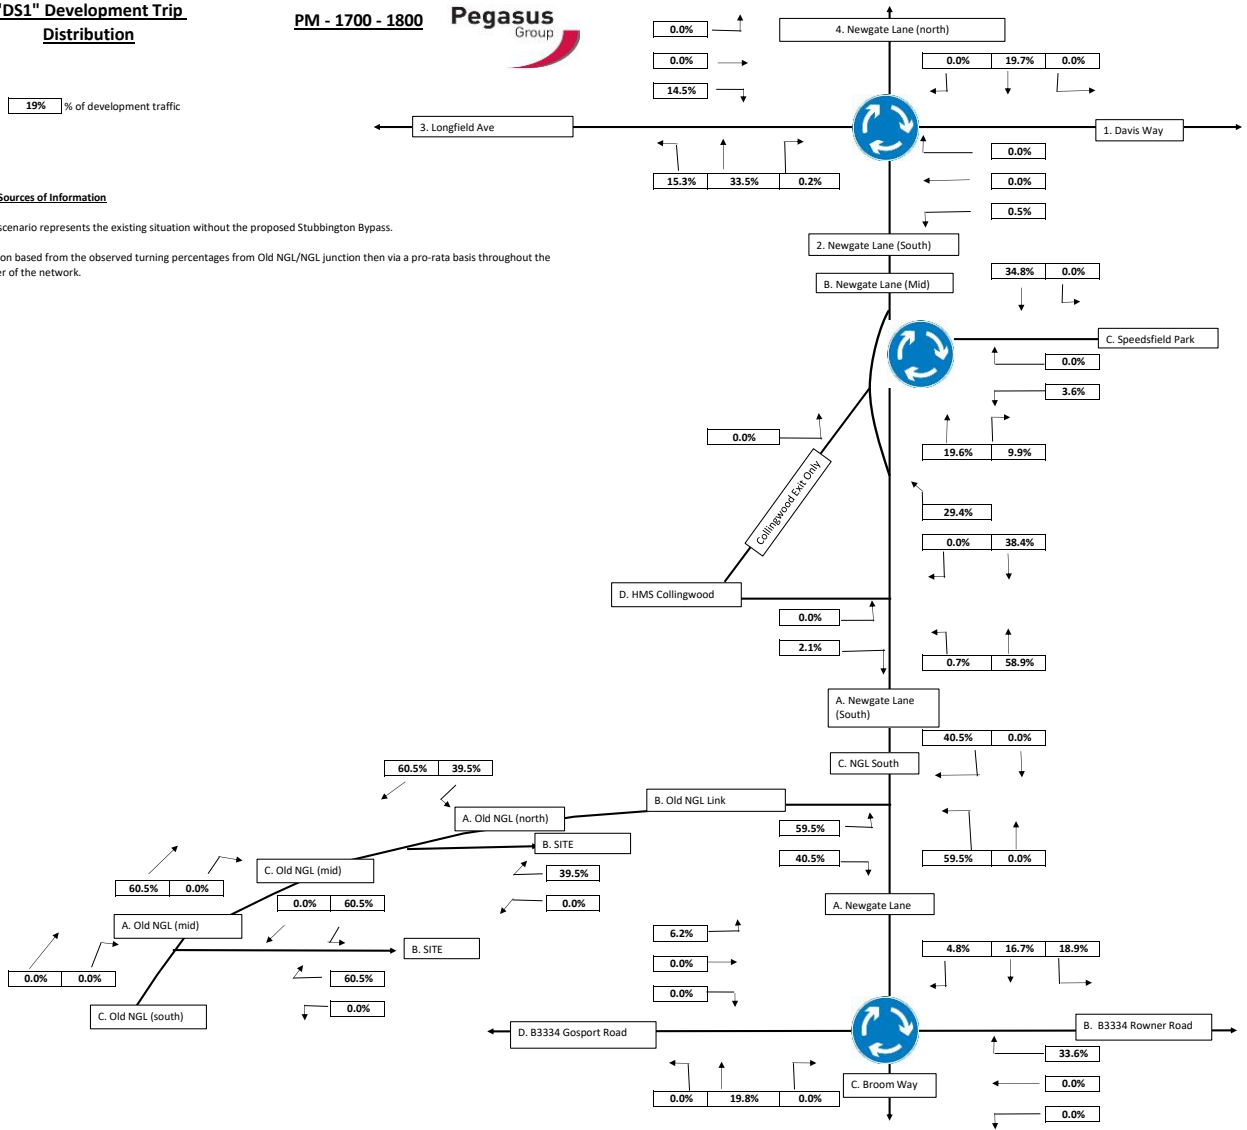 "DS1" Development Trip
Distribution
PM - 1700 - 1800
Pegasus
Group
19% % of development traffic
Sources of Information
scenario represents the existing situation without the proposed Stubbington Bypass.
on based from the observed turning percentages from Old NGL/NGL junction then via a pro-rata basis throughout the
er of the network.
0.0%
0.0%
14.5%
4. Newgate Lane (north)
0.0% 19.7% 0.0%
3. Longfield Ave
1. Davis Way
15.3% 33.5% 0.2%
0.0%
0.0%
0.5%
2. Newgate Lane (South)
B. Newgate Lane (Mid)
34.8% 0.0%
C. Speedsfield Park
0.0%
3.6%
0.0%
19.6% 9.9%
Collingwood Exit Only
29.4%
0.0% 38.4%
D. HMS Collingwood
0.0%
2.1%
0.7% 58.9%
A. Newgate Lane
(South)
40.5% 0.0%
C. NGL South
60.5% 39.5%
B. Old NGL Link
A. Old NGL (north)
59.5%
40.5%
59.5% 0.0%
B. SITE
C. Old NGL (mid)
39.5%
0.0%
60.5% 0.0%
0.0% 60.5%
A. Newgate Lane
A. Old NGL (mid)
B. SITE
6.2%
0.0%
0.0%
4.8% 16.7% 18.9%
0.0% 0.0%
60.5%
0.0%
C. Old NGL (south)
D. B3334 Gosport Road
B. B3334 Rowner Road
33.6%
0.0%
0.0%
C. Broom Way
0.0% 19.8% 0.0%